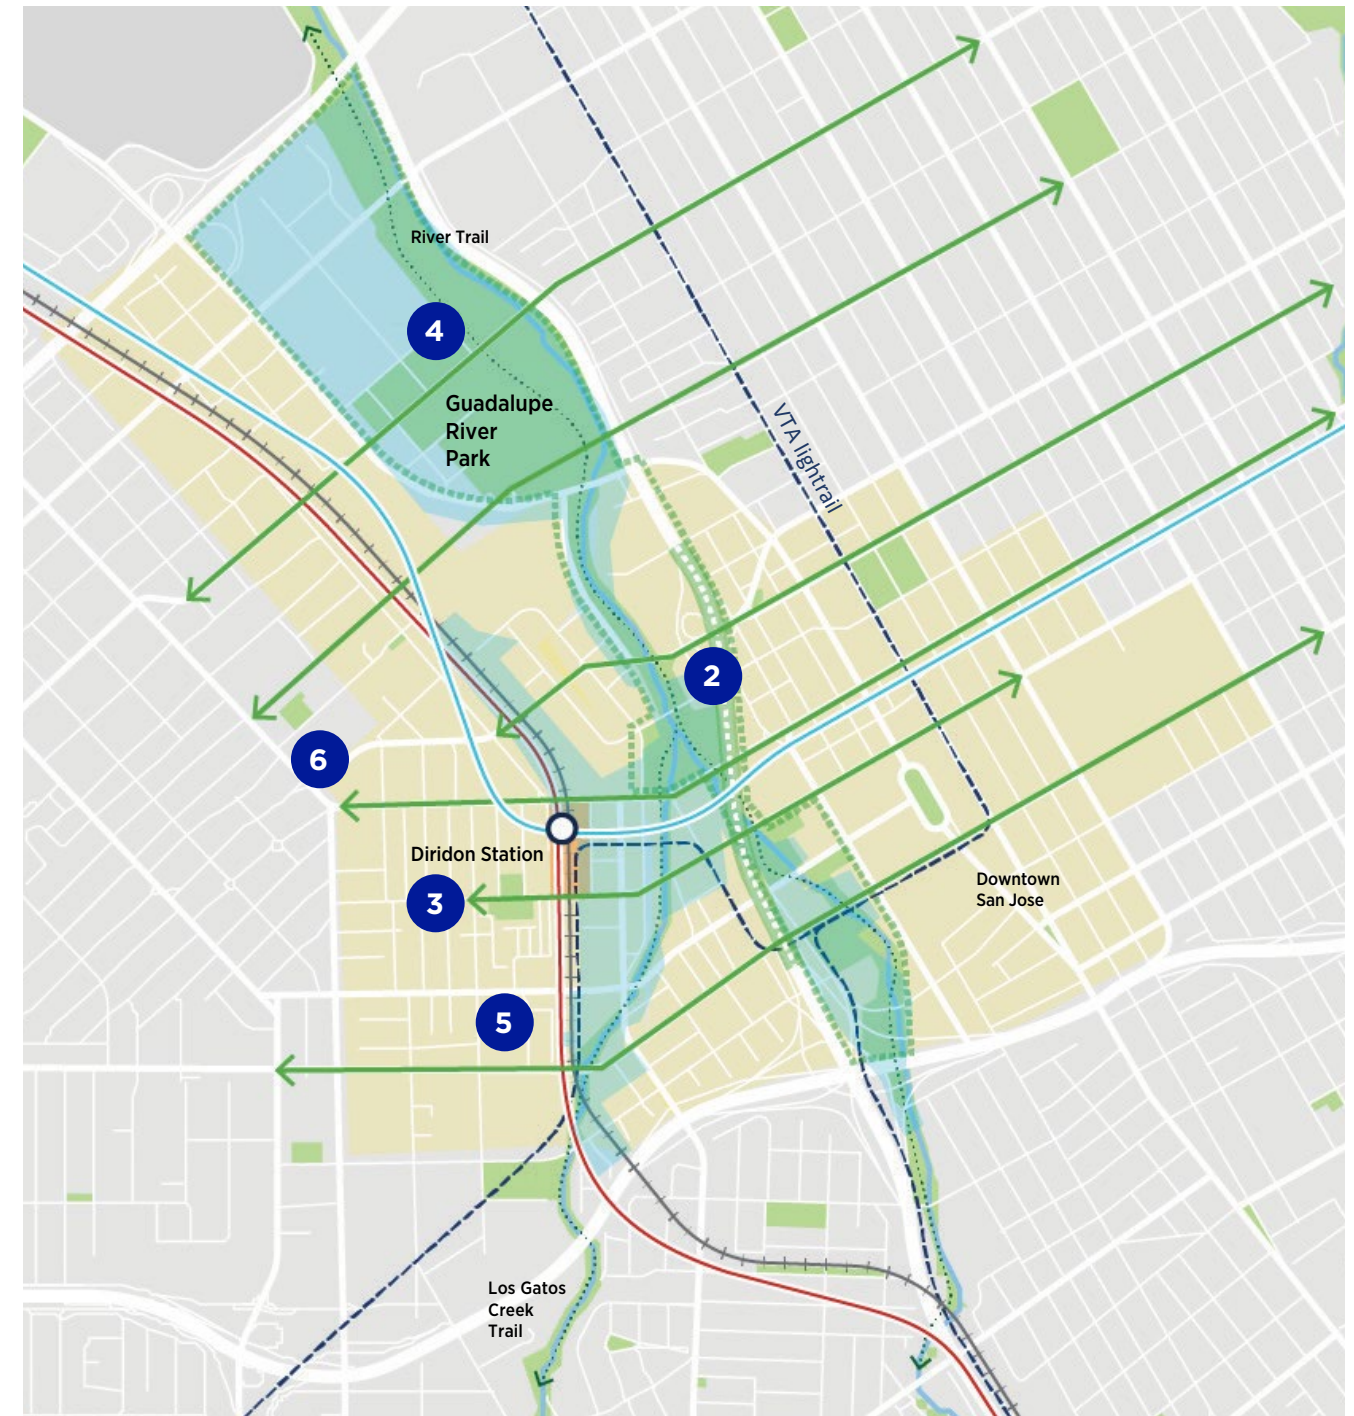 River Trail
4
Guadalupe
River
Park
VTA lightrail
2
6
Diridon Station
3
Downtown
San Jose
5
Los Gatos
Creek
Trail